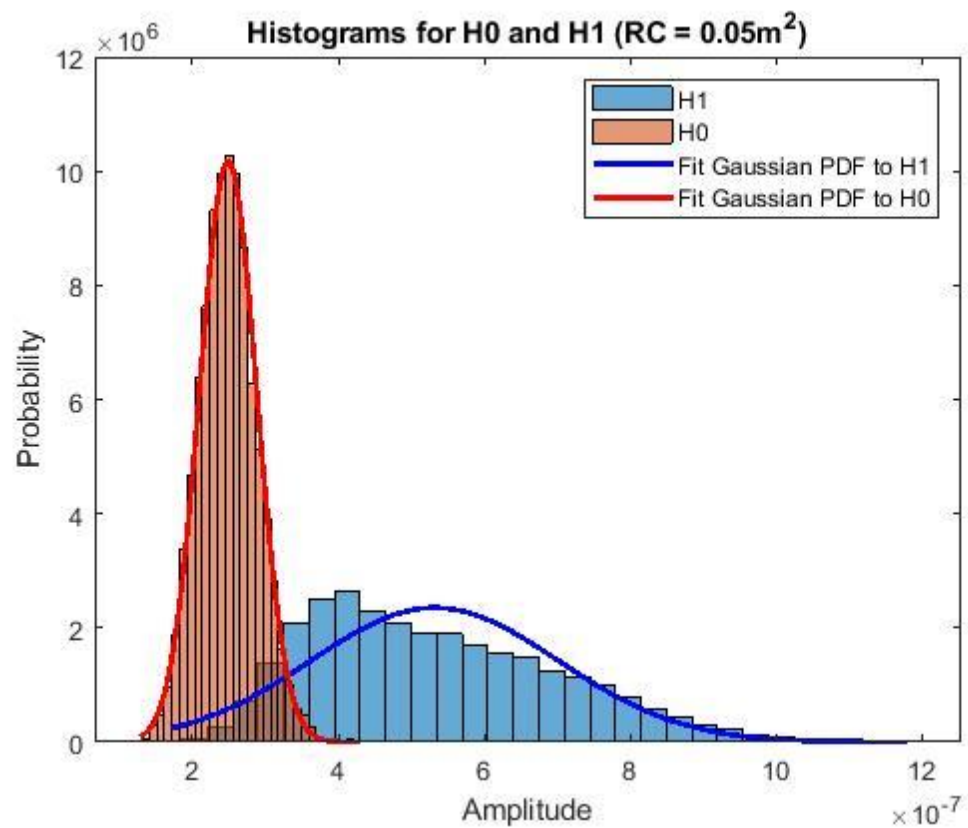 Histograms for H0 and H1 (RC = 0.05m²)
× 10⁶
12
10
8
6
4
2
0
Probability
H1
H0
Fit Gaussian PDF to H1
Fit Gaussian PDF to H0
2 4 6 8 10 12
Amplitude
× 10⁻⁷